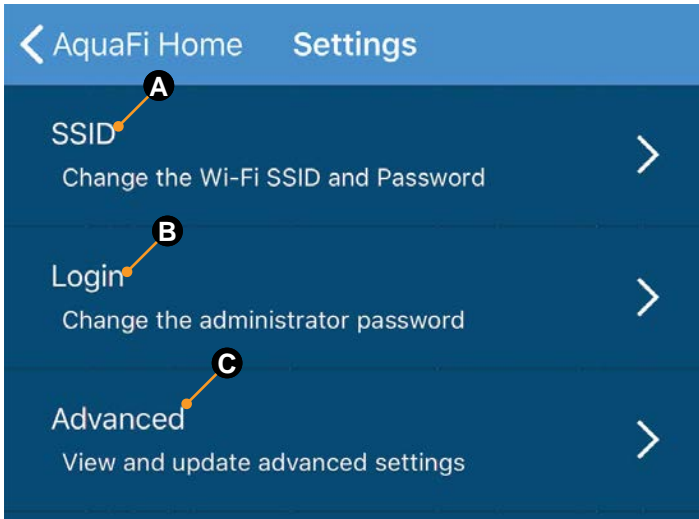 AquaFi Home Settings
A
SSID
Change the Wi-Fi SSID and Password
B
Login
Change the administrator password
C
Advanced
View and update advanced settings